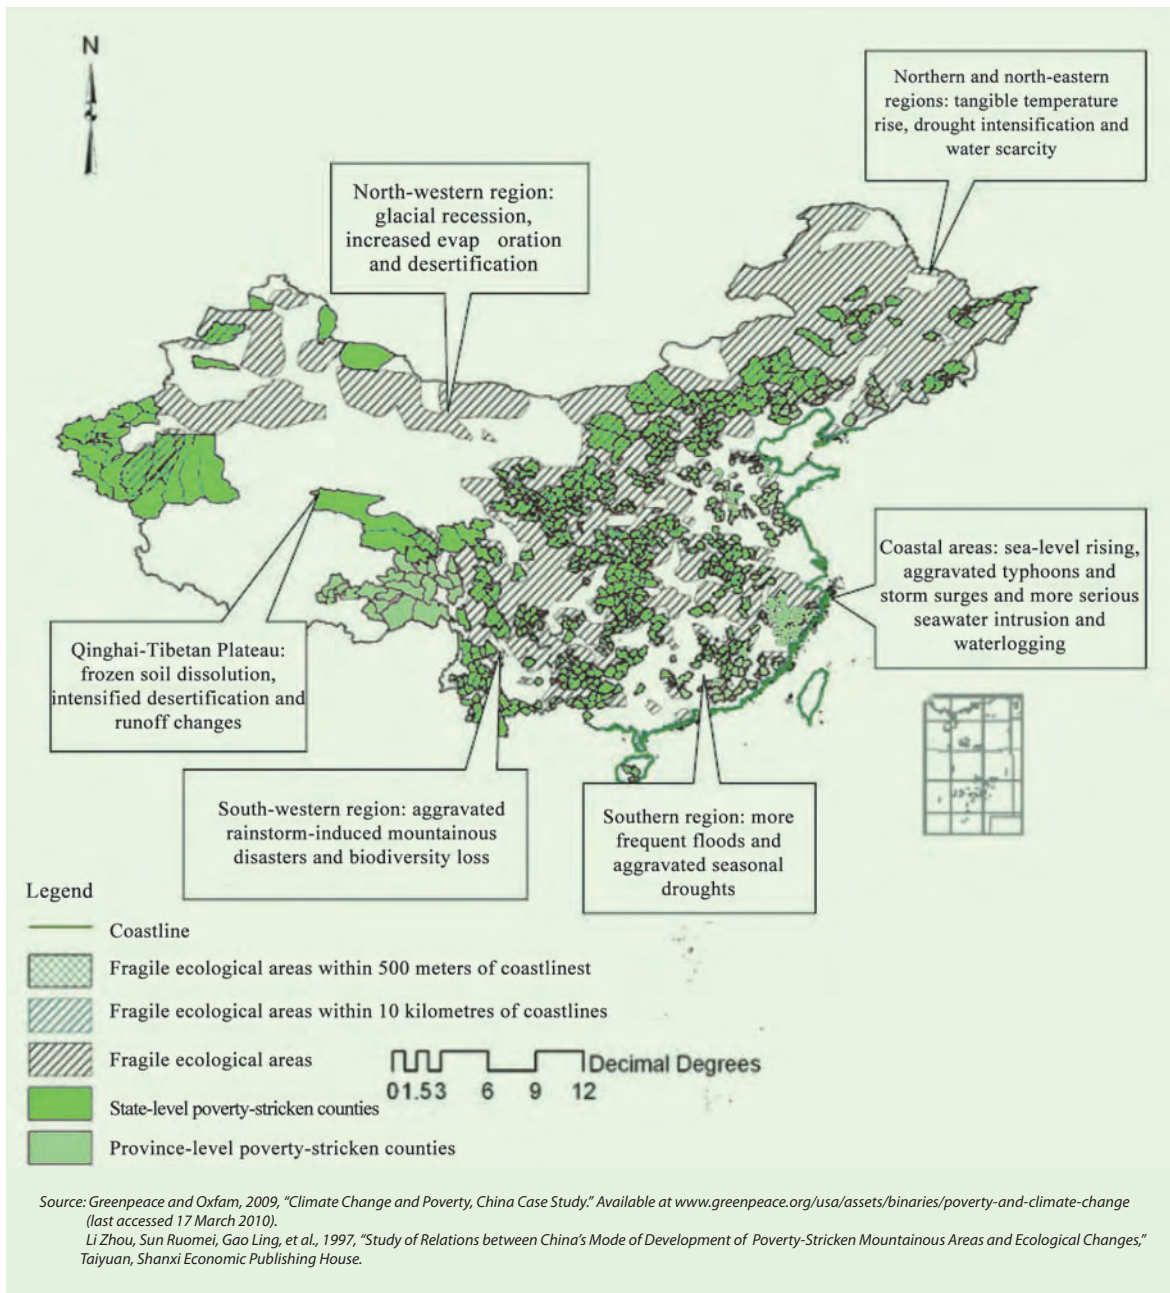 N
Northern and north-eastern
regions: tangible temperature
rise, drought intensification and
water scarcity
North-western region:
glacial recession,
increased evap oration
and desertification
Coastal areas: sea-level rising,
aggravated typhoons and
storm surges and more serious
seawater intrusion and
waterlogging
Qinghai-Tibetan Plateau:
frozen soil dissolution,
intensified desertification and
runoff changes
South-western region: aggravated
rainstorm-induced mountainous
disasters and biodiversity loss
Southern region: more
frequent floods and
aggravated seasonal
droughts
Legend
Coastline
Fragile ecological areas within 500 meters of coastlinest
Fragile ecological areas within 10 kilometres of coastlines
Fragile ecological areas
State-level poverty-stricken counties
Province-level poverty-stricken counties
Decimal Degrees
01.53 6 9 12
Source: Greenpeace and Oxfam, 2009, “Climate Change and Poverty, China Case Study.” Available at www.greenpeace.org/usa/assets/binaries/poverty-and-climate-change
(last accessed 17 March 2010).
Li Zhou, Sun Ruomei, Gao Ling, et al., 1997, “Study of Relations between China’s Mode of Development of Poverty-Stricken Mountainous Areas and Ecological Changes,”
Taiyuan, Shanxi Economic Publishing House.